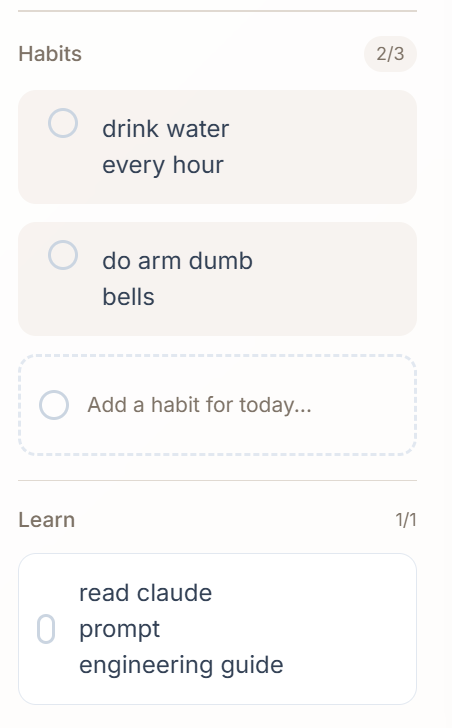 Habits
2/3
drink water
every hour
do arm dumb
bells
Add a habit for today...
Learn
1/1
read claude
prompt
engineering guide